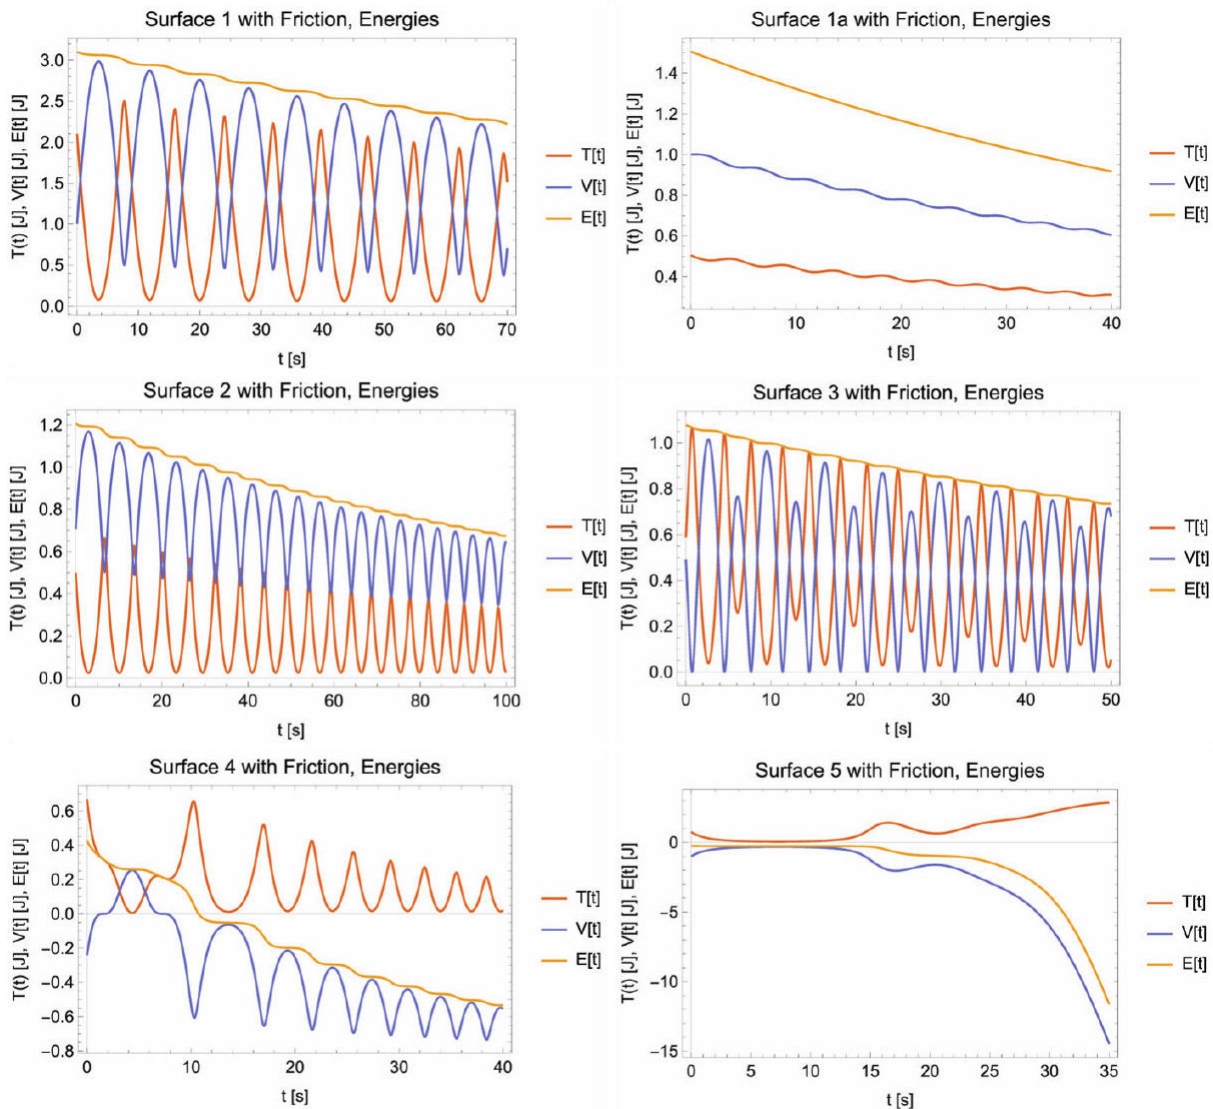 Surface 1 with Friction, Energies
T(t) [J], V[t] [J], E[t] [J]
3.0
2.5
2.0
1.5
1.0
0.5
0.0
0 10 20 30 40 50 60 70
t [s]
T[t]
V[t]
E[t]
Surface 1a with Friction, Energies
T(t) [J], V[t] [J], E[t] [J]
1.4
1.2
1.0
0.8
0.6
0.4
0 10 20 30 40
t [s]
T[t]
V[t]
E[t]
Surface 2 with Friction, Energies
T(t) [J], V[t] [J], E[t] [J]
1.2
1.0
0.8
0.6
0.4
0.2
0.0
0 20 40 60 80 100
t [s]
T[t]
V[t]
E[t]
Surface 3 with Friction, Energies
T(t) [J], V[t] [J], E[t] [J]
1.0
0.8
0.6
0.4
0.2
0.0
0 10 20 30 40 50
t [s]
T[t]
V[t]
E[t]
Surface 4 with Friction, Energies
T(t) [J], V[t] [J], E[t] [J]
0.6
0.4
0.2
0.0
−0.2
−0.4
−0.6
−0.8
0 10 20 30 40
t [s]
T[t]
V[t]
E[t]
Surface 5 with Friction, Energies
T(t) [J], V[t] [J], E[t] [J]
0
−5
−10
−15
0 5 10 15 20 25 30 35
t [s]
T[t]
V[t]
E[t]